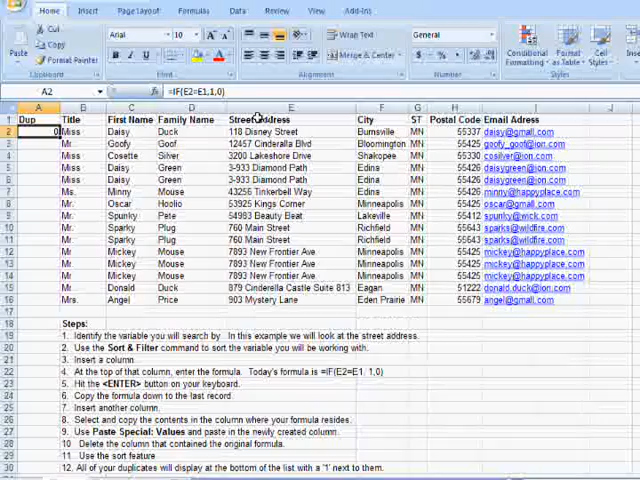 Home Insert Page Layout Formulas Data Review View Add-Ins
Cut
Copy
Paste
Format Painter
Clipboard
Arial 10
Font
Wrap Text
Merge & Center
Alignment
General
Number
Conditional Formatting
Format as Table
Cell Styles
Styles
A2 =IF(E2=E1,1,0)
A B C D E F G H I J
1 Dup Title First Name Family Name Street Address City ST Postal Code Email Address
2 0 Miss Daisy Duck 118 Disney Street Burnsville MN 55337 daisy@gmail.com
3 Mr. Goofy Goof 12457 Cinderalla Blvd Bloomington MN 55425 goofy_goof@ion.com
4 Miss Cosette Silver 3200 Lakeshore Drive Shakopee MN 55336 cosilver@ion.com
5 Miss Daisy Green 3-933 Diamond Path Edina MN 55435 daisygreen@ion.com
6 Miss Daisy Green 3-933 Diamond Path Edina MN 55435 daisygreen@ion.com
7 Ms. Minny Mouse 43256 Tinkerbell Way Edina MN 55426 minny@happyplace.com
8 Mr. Oscar Hoolio 53925 Kings Corner Minneapolis MN 55425 oscar@gmail.com
9 Mr. Spunky Pete 54983 Beauty Beat Lakeville MN 55412 spunky@wick.com
10 Mr. Sparky Plug 760 Main Street Richfield MN 55643 sparks@wildfire.com
11 Mr. Sparky Plug 760 Main Street Richfield MN 55643 sparks@wildfire.com
12 Mr Mickey Mouse 7893 New Frontier Ave. Minneapolis MN 55425 mickey@happyplace.com
13 Mr Mickey Mouse 7893 New Frontier Ave. Minneapolis MN 55425 mickey@happyplace.com
14 Mr Mickey Mouse 7893 New Frontier Ave. Minneapolis MN 55425 mickey@happyplace.com
15 Mr. Donald Duck 879 Cinderella Castle Suite 813 Eagan MN 51222 donald.duck@ion.com
16 Mrs. Angel Price 903 Mystery Lane Eden Prairie MN 55679 angel@gmail.com
17
18 Steps:
19 1. Identify the variable you will search by. In this example we will look at the street address.
20 2. Use the Sort & Filter command to sort the variable you will be working with.
21 3. Insert a column
22 4. At the top of that column, enter the formula. Today's formula is =IF(E2=E1, 1,0)
23 5. Hit the <ENTER> button on your keyboard.
24 6. Copy the formula down to the last record.
25 7. Insert another column.
26 8. Select and copy the contents in the column where your formula resides.
27 9. Use Paste Special: Values and paste in the newly created column.
28 10. Delete the column that contained the original formula.
29 11. Use the sort feature
30 12. All of your duplicates will display at the bottom of the list with a '1' next to them.